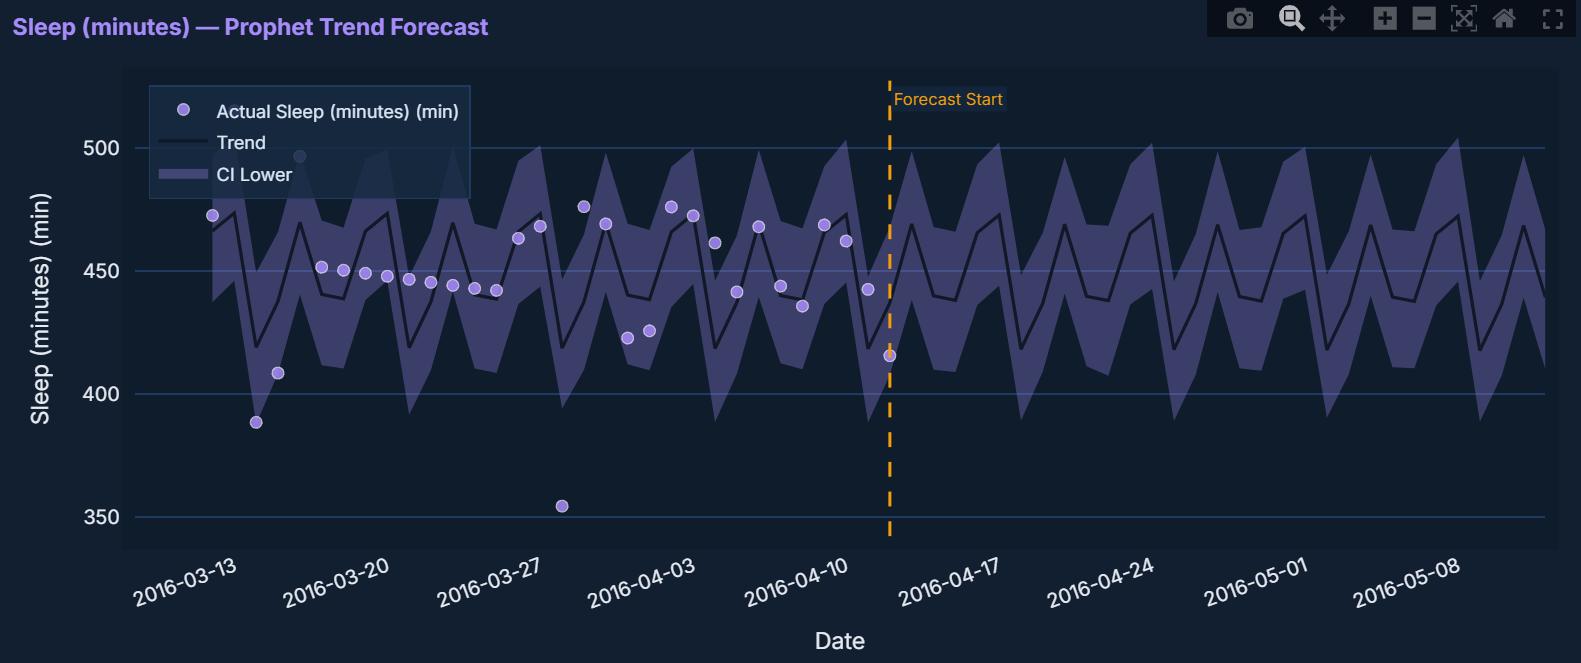 Sleep (minutes) — Prophet Trend Forecast
Actual Sleep (minutes) (min)
Trend
CI Lower
Forecast Start
500
450
400
350
Sleep (minutes) (min)
2016-03-13
2016-03-20
2016-03-27
2016-04-03
2016-04-10
2016-04-17
2016-04-24
2016-05-01
2016-05-08
Date